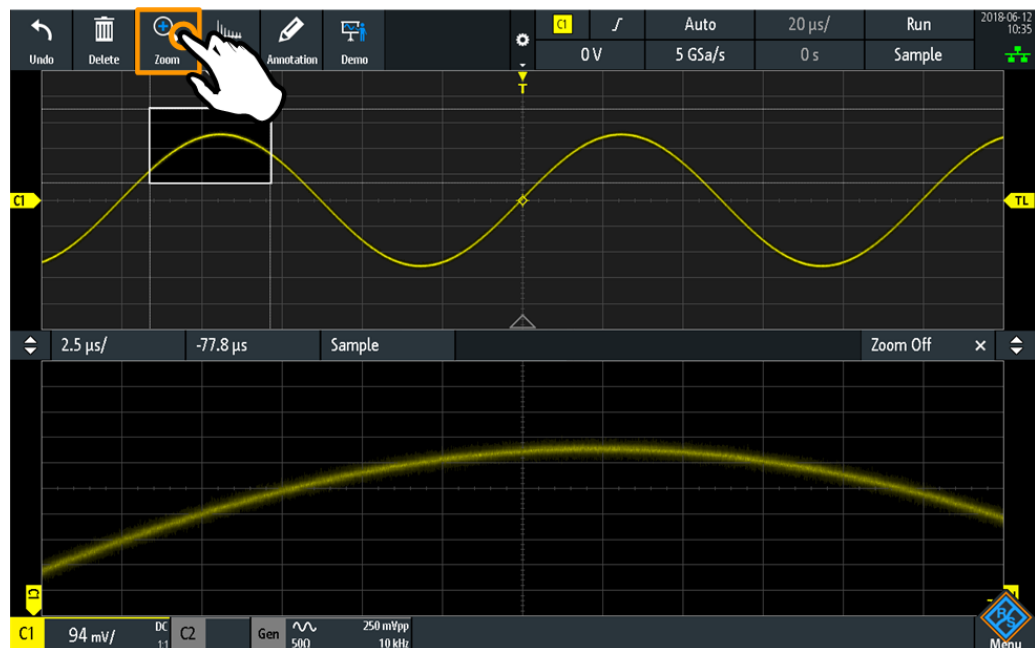 Undo
Delete
Zoom
Annotation
Demo
C1
Auto
20 µs/
Run
0 V
5 GSa/s
0 s
Sample
2018-06-12
10:35
T
C1
TL
2.5 µs/
-77.8 µs
Sample
Zoom Off
C1
C1
94 mV/
DC
1:1
C2
Gen
50Ω
250 mVpp
10 kHz
R&S
Menu